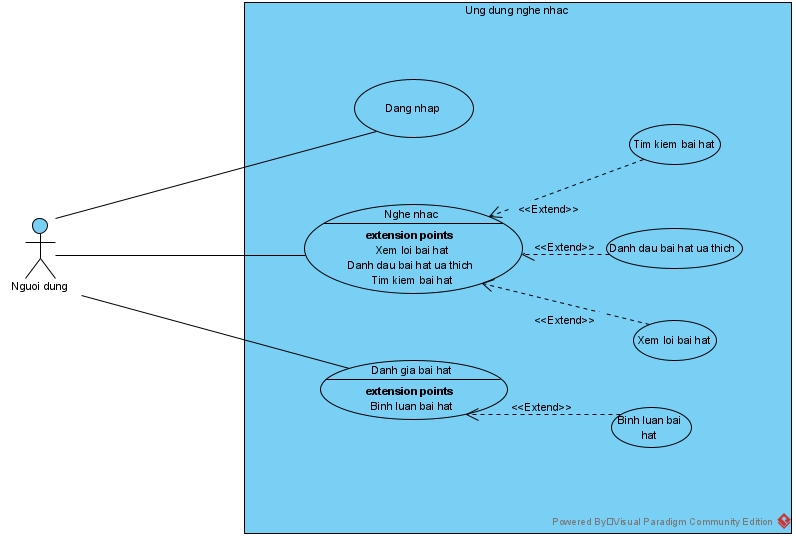 Ung dung nghe nhac
Dang nhap
Tim kiem bai hat
Nghe nhac
<<Extend>>
extension points
Xem loi bai hat
Danh dau bai hat ua thich
Tim kiem bai hat
<<Extend>>
Danh dau bai hat ua thich
Nguoi dung
<<Extend>>
Xem loi bai hat
Danh gia bai hat
extension points
Binh luan bai hat
<<Extend>>
Binh luan bai
hat
Powered By□Visual Paradigm Community Edition